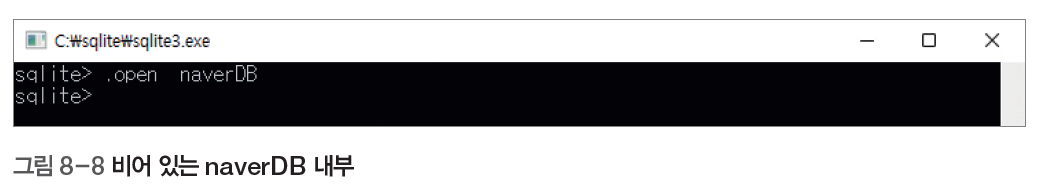 C:₩sqlite₩sqlite3.exe
sqlite> .open  naverDB
sqlite>
그림 8-8 비어 있는 naverDB 내부